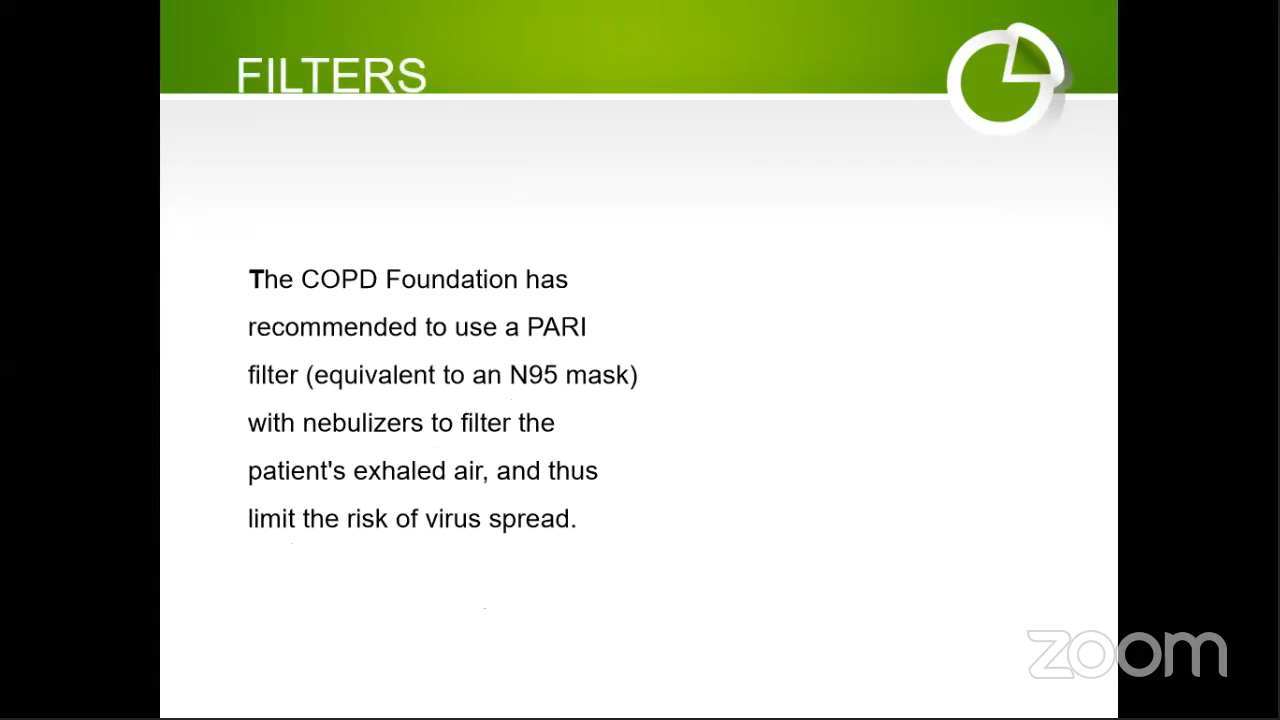 FILTERS
The COPD Foundation has
recommended to use a PARI
filter (equivalent to an N95 mask)
with nebulizers to filter the
patient's exhaled air, and thus
limit the risk of virus spread.
zoom